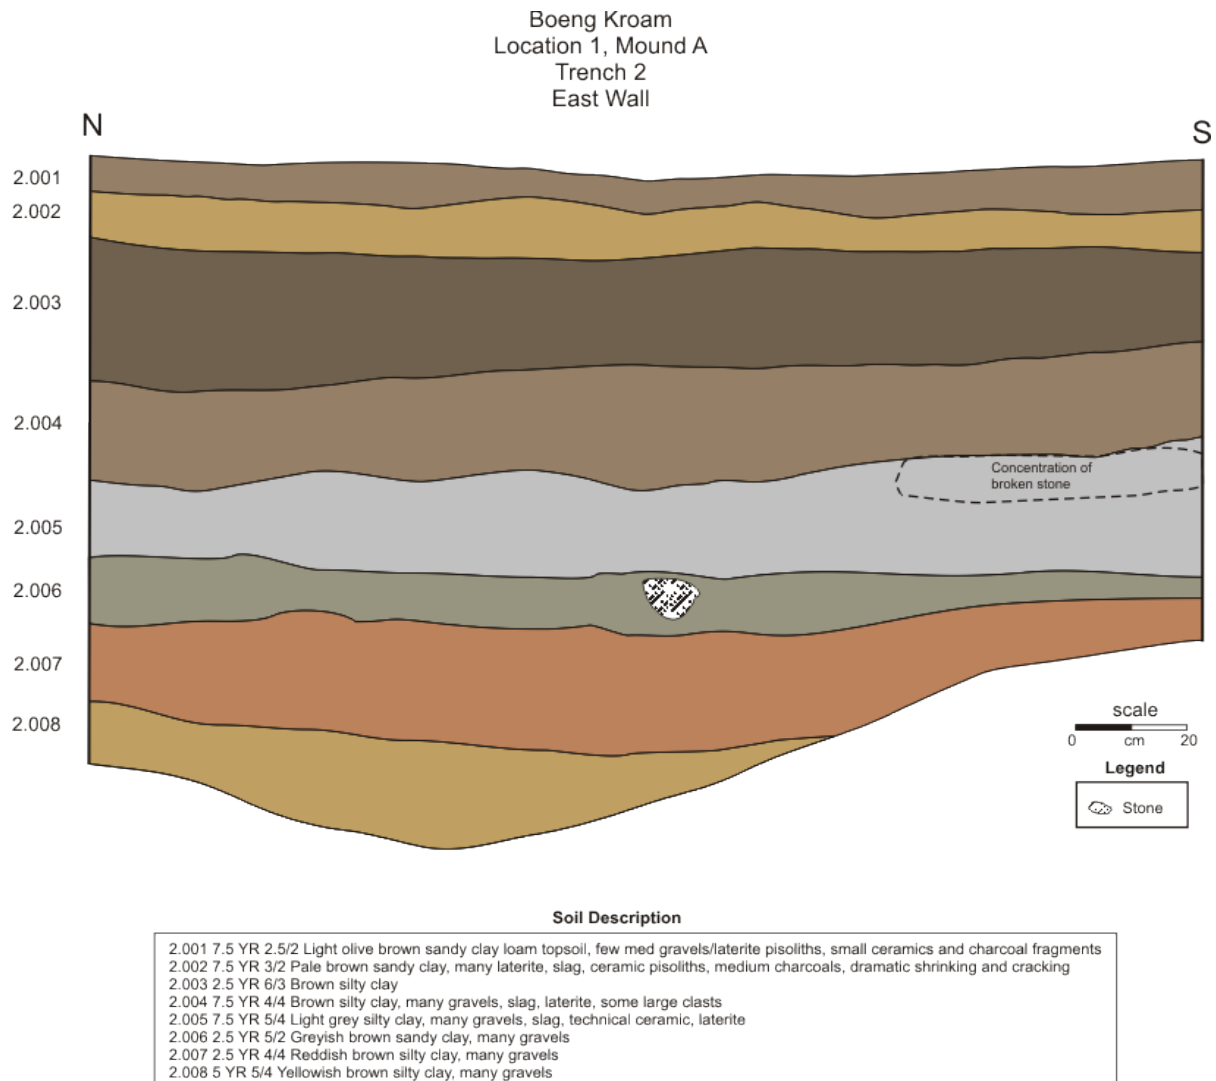 Boeng Kroam
Location 1, Mound A
Trench 2
East Wall
N
S
2.001
2.002
2.003
2.004
Concentration of
broken stone
2.005
2.006
2.007
2.008
scale
0 cm 20
Legend
Stone
Soil Description
2.001 7.5 YR 2.5/2 Light olive brown sandy clay loam topsoil, few med gravels/laterite pisoliths, small ceramics and charcoal fragments
2.002 7.5 YR 3/2 Pale brown sandy clay, many laterite, slag, ceramic pisoliths, medium charcoals, dramatic shrinking and cracking
2.003 2.5 YR 6/3 Brown silty clay
2.004 7.5 YR 4/4 Brown silty clay, many gravels, slag, laterite, some large clasts
2.005 7.5 YR 5/4 Light grey silty clay, many gravels, slag, technical ceramic, laterite
2.006 2.5 YR 5/2 Greyish brown sandy clay, many gravels
2.007 2.5 YR 4/4 Reddish brown silty clay, many gravels
2.008 5 YR 5/4 Yellowish brown silty clay, many gravels